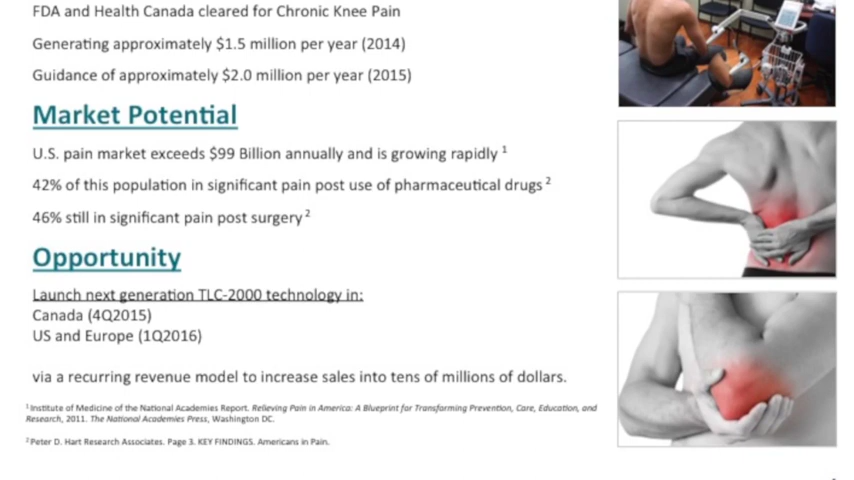 FDA and Health Canada cleared for Chronic Knee Pain
Generating approximately $1.5 million per year (2014)
Guidance of approximately $2.0 million per year (2015)
Market Potential
U.S. pain market exceeds $99 Billion annually and is growing rapidly 1
42% of this population in significant pain post use of pharmaceutical drugs 2
46% still in significant pain post surgery 2
Opportunity
Launch next generation TLC-2000 technology in:
Canada (4Q2015)
US and Europe (1Q2016)
via a recurring revenue model to increase sales into tens of millions of dollars.
1 Institute of Medicine of the National Academies Report. Relieving Pain in America: A Blueprint for Transforming Prevention, Care, Education, and
Research, 2011. The National Academies Press, Washington DC.
2 Peter D. Hart Research Associates. Page 3. KEY FINDINGS. Americans in Pain.